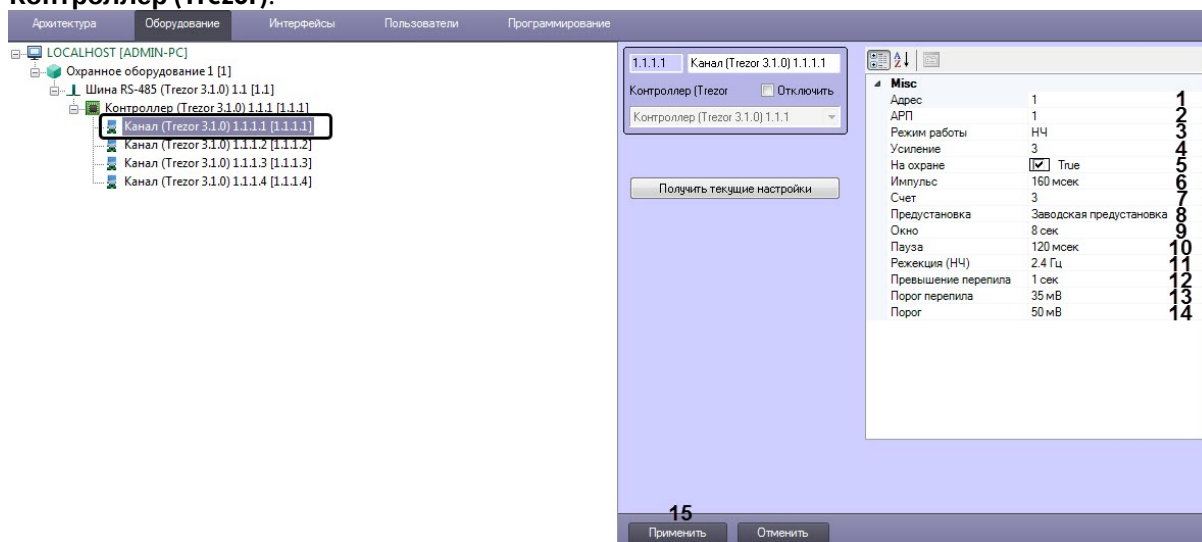 Контроллер (Trezor).
Архитектура Оборудование Интерфейсы Пользователи Программирование
LOCALHOST [ADMIN-PC]
Охранное оборудование 1 [1]
Шина RS-485 (Trezor 3.1.0) 1.1 [1.1]
Контроллер (Trezor 3.1.0) 1.1.1 [1.1.1]
Канал (Trezor 3.1.0) 1.1.1.1 [1.1.1.1]
Канал (Trezor 3.1.0) 1.1.1.2 [1.1.1.2]
Канал (Trezor 3.1.0) 1.1.1.3 [1.1.1.3]
Канал (Trezor 3.1.0) 1.1.1.4 [1.1.1.4]
1.1.1.1 Канал (Trezor 3.1.0) 1.1.1.1
Контроллер (Trezor Отключить
Контроллер (Trezor 3.1.0) 1.1.1
Получить текущие настройки
Misc
Адрес 1 1
АРП 1 2
Режим работы НЧ 3
Усиление 3 4
На охране True 5
Импульс 160 мсек 6
Счет 3 7
Предустановка Заводская предустановка 8
Окно 8 сек 9
Пауза 120 мсек 10
Режекция (НЧ) 2.4 Гц 11
Превышение перепила 1 сек 12
Порог перепила 35 мВ 13
Порог 50 мВ 14
15
Применить Отменить